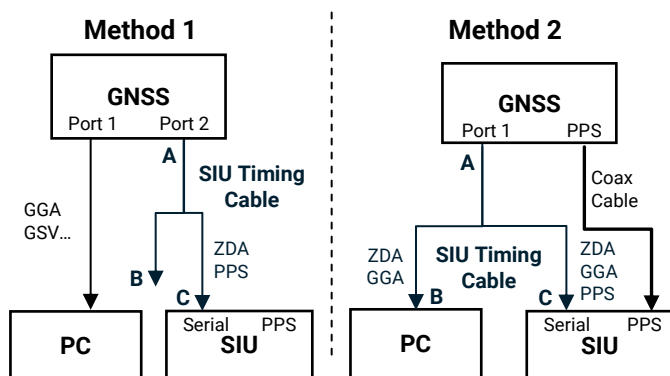 Method 1
GNSS
Port 1 Port 2
A
SIU Timing
Cable
GGA
GSV...
ZDA
PPS
B
C
PC
Serial PPS
SIU
Method 2
GNSS
Port 1 PPS
A
Coax
Cable
ZDA
GGA
SIU Timing
Cable
ZDA
GGA
PPS
B
C
PC
Serial PPS
SIU